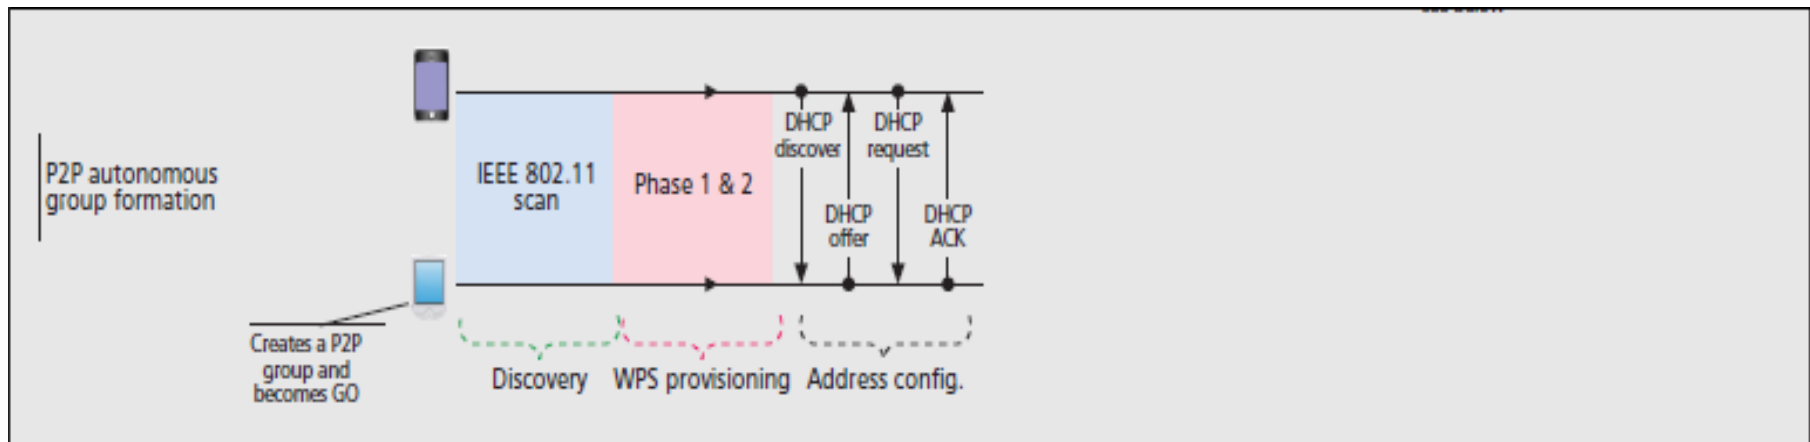 P2P autonomous
group formation
IEEE 802.11
scan
Phase 1 & 2
DHCP
discover
DHCP
offer
DHCP
request
DHCP
ACK
Creates a P2P
group and
becomes GO
Discovery
WPS provisioning
Address config.